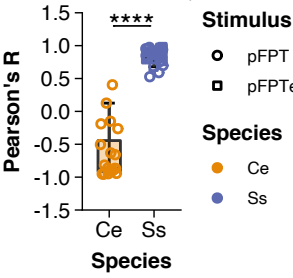 ****
Pearson's R
1.5
1.0
0.5
0.0
-0.5
-1.0
-1.5
Ce Ss
Species
Stimulus
pFPT
Species
Ce
Ss